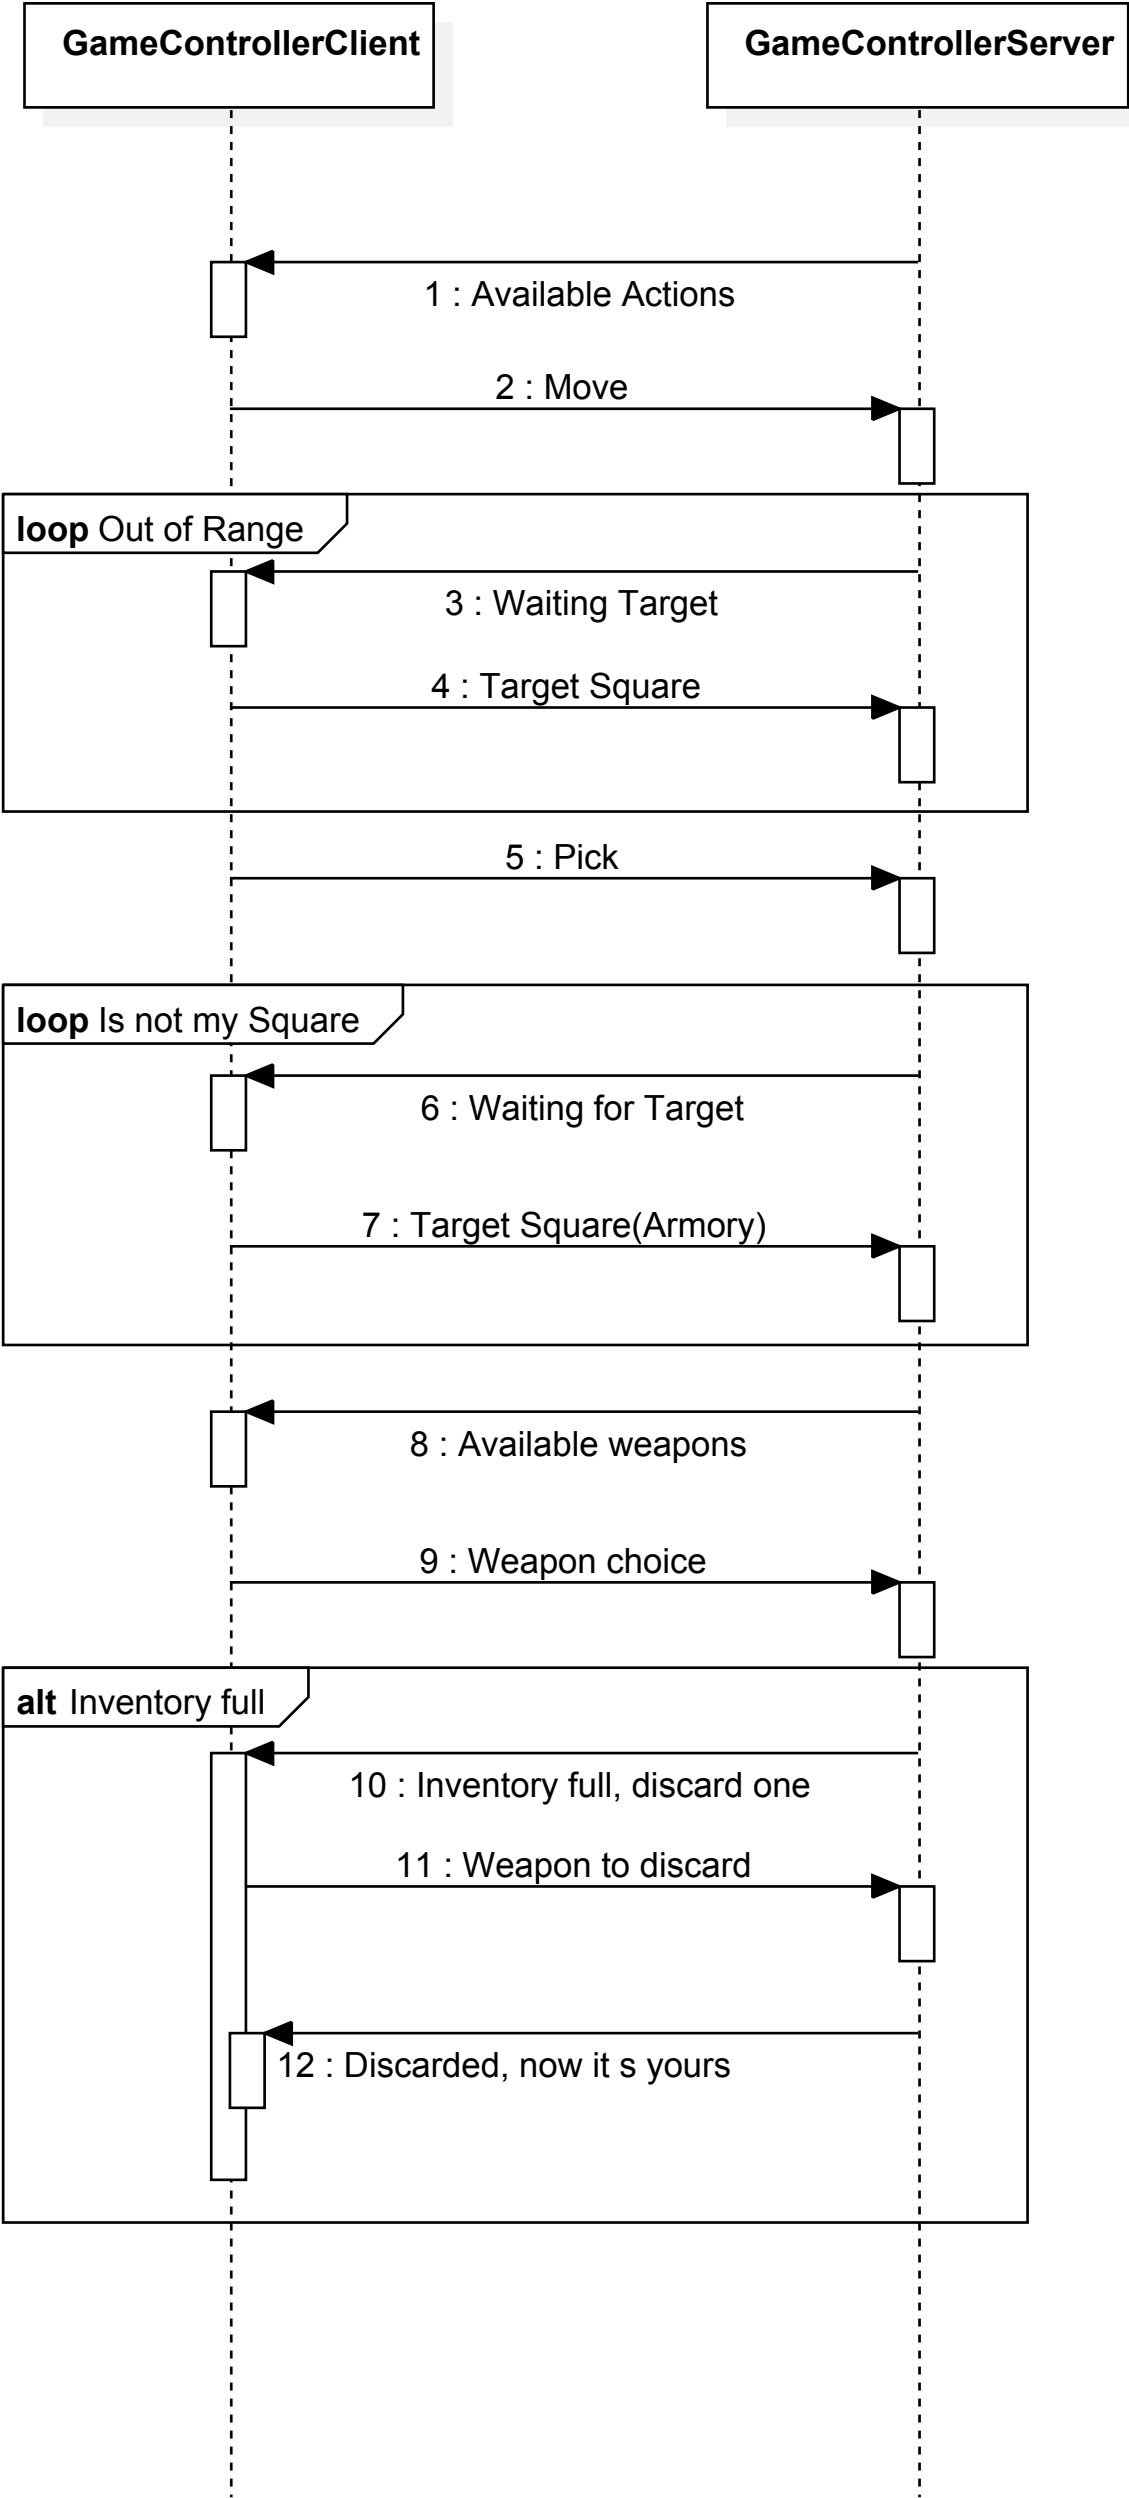 GameControllerClient
GameControllerServer
1 : Available Actions
2 : Move
loop Out of Range
3 : Waiting Target
4 : Target Square
5 : Pick
loop Is not my Square
6 : Waiting for Target
7 : Target Square(Armory)
8 : Available weapons
9 : Weapon choice
alt Inventory full
10 : Inventory full, discard one
11 : Weapon to discard
12 : Discarded, now it s yours